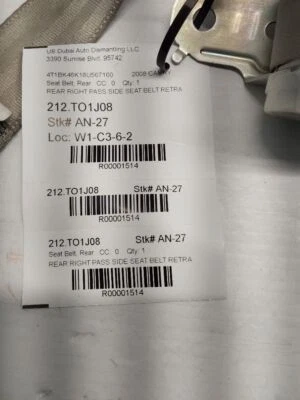 US Dubai Auto Dismantling LLC
3390 Sunrise Blvd, 95742
2008 CAMRY
Seat Belt, Rear CC: 0 Qty: 1
REAR RIGHT PASS SIDE SEAT BELT RETRA
212.TO1J08
Stk# AN-27
Loc: W1-C3-6-2
R00001514
212.TO1J08 Stk# AN-27
R00001514
212.TO1J08 Stk# AN-27
Seat Belt, Rear CC: 0 Qty: 1
REAR RIGHT PASS SIDE SEAT BELT RETRA
R00001514